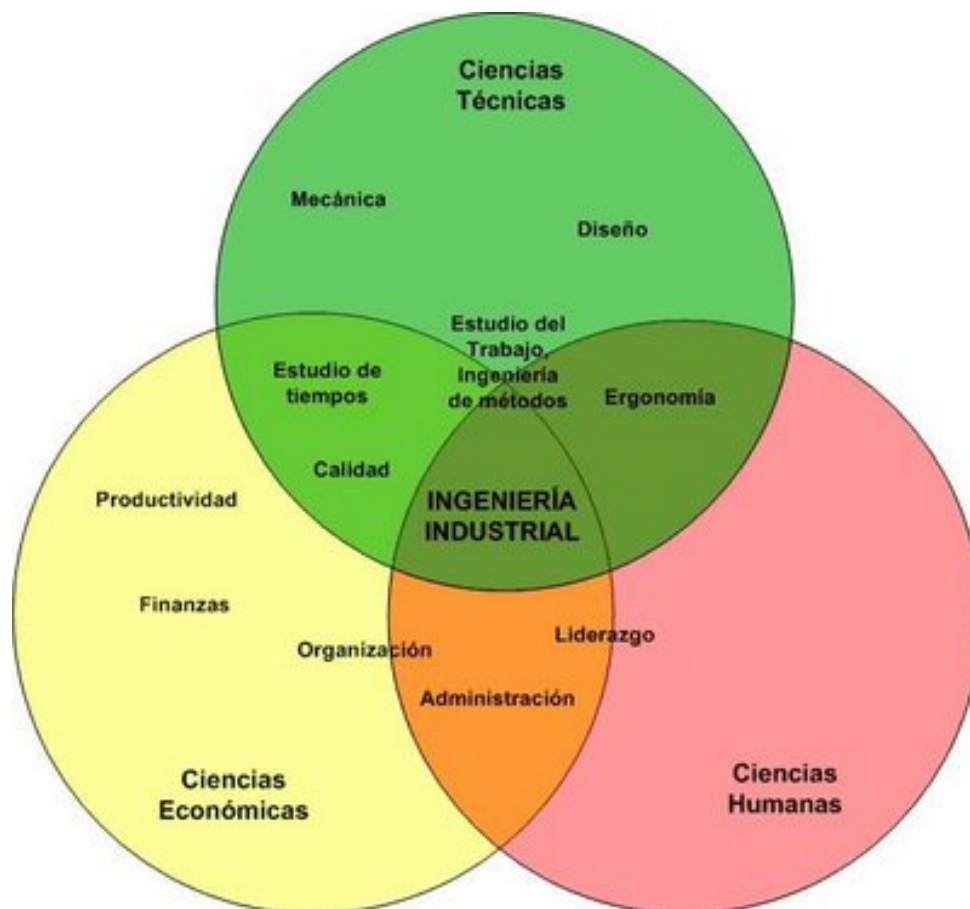 Ciencias
Técnicas
Mecánica
Diseño
Estudio del
Trabajo,
Ingeniería
de métodos
Estudio de
tiempos
Ergonomía
Calidad
Productividad
INGENIERÍA
INDUSTRIAL
Finanzas
Organización
Liderazgo
Administración
Ciencias
Económicas
Ciencias
Humanas